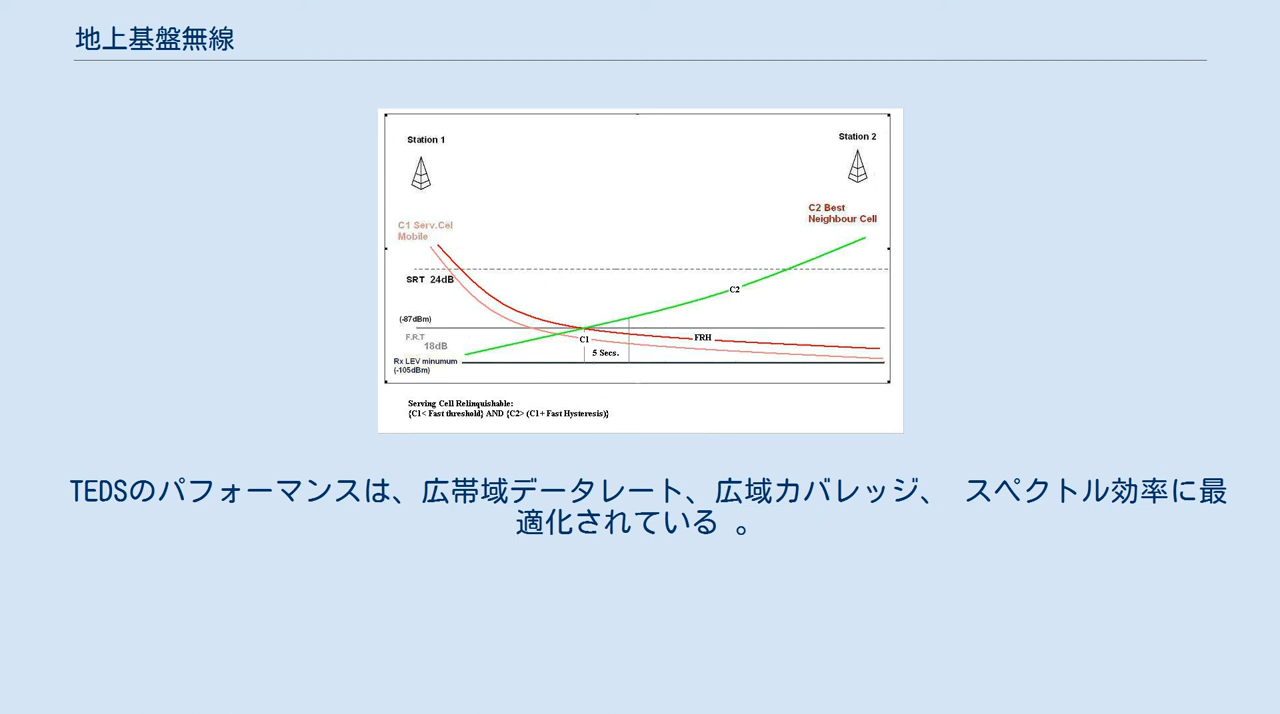 地上基盤無線
Station 1
Station 2
C2 Best
Neighbour Cell
C1 Serv.Cel
Mobile
SRT 24dB
C2
(-87dBm)
F.R.T
18dB
C1
FRH
5 Secs.
Rx LEV minumum
(-105dBm)
Serving Cell Relinquishable:
{C1< Fast threshold} AND {C2> (C1+ Fast Hysteresis)}
TEDSのパフォーマンスは、広帯域データレート、広域カバレッジ、 スペクトル効率に最
適化されている 。